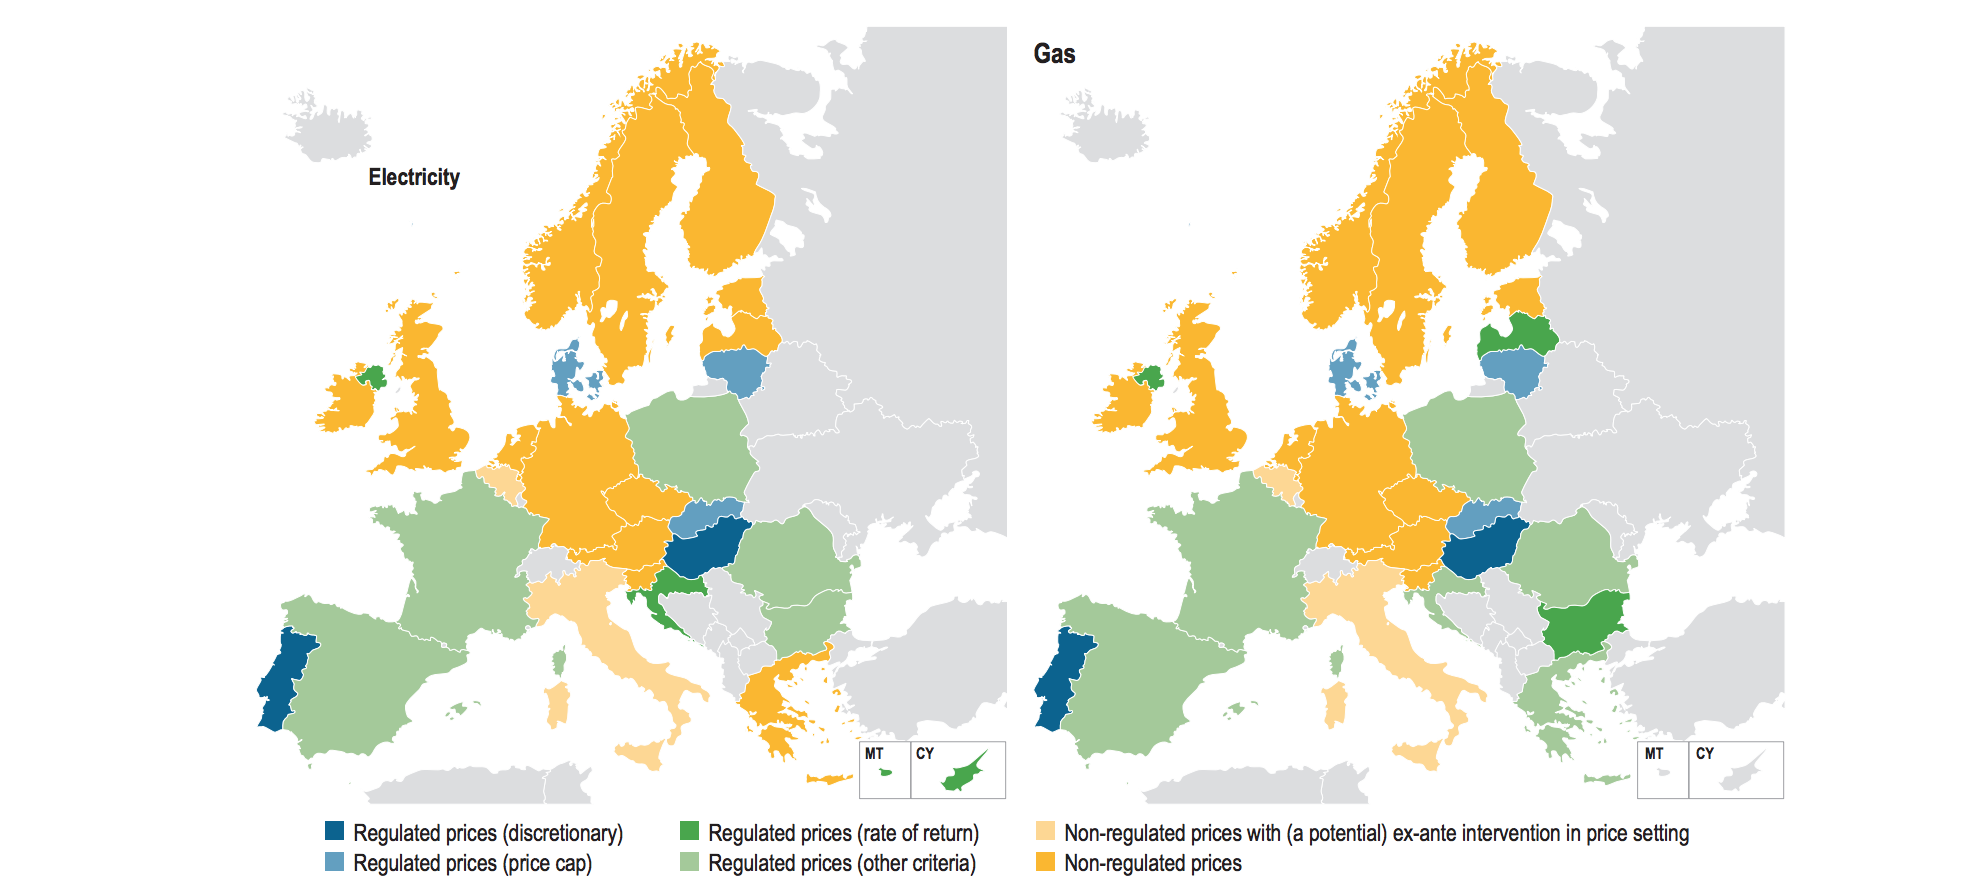 Gas
Electricity
MT CY MT CY
Regulated prices (discretionary) Regulated prices (rate of return) Non-regulated prices with (a potential) ex-ante intervention in price setting
Regulated prices (price cap) Regulated prices (other criteria) Non-regulated prices